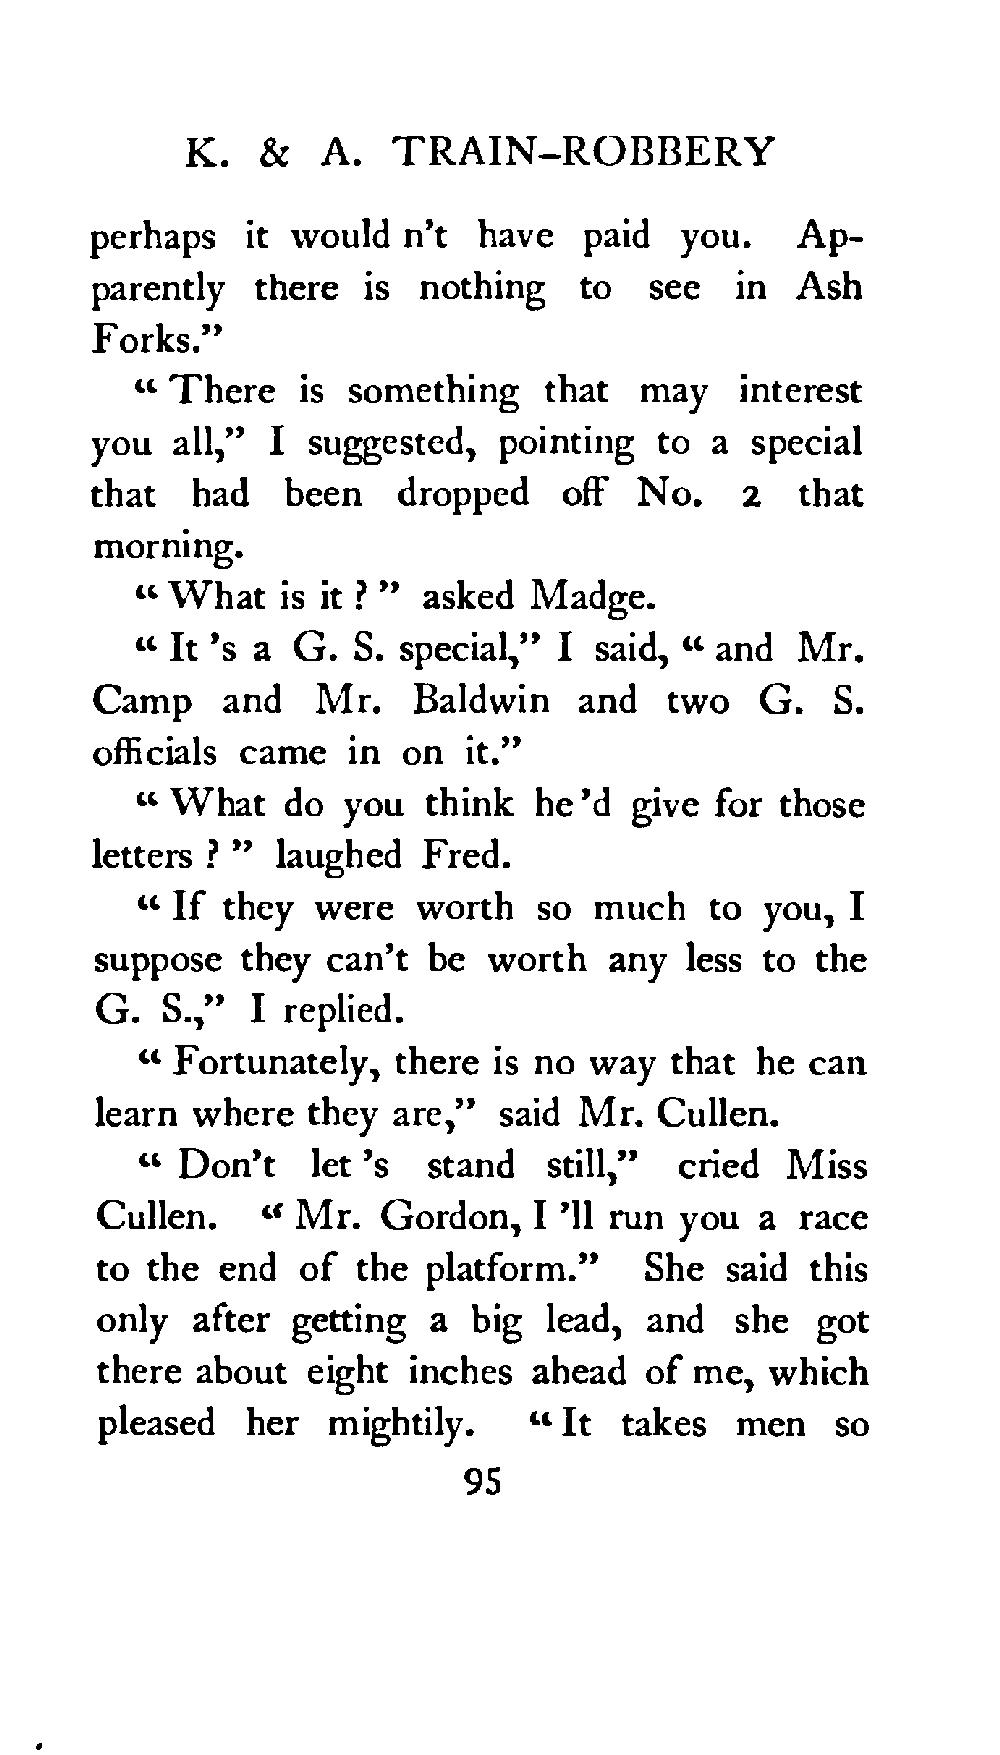 K. & A. TRAIN-ROBBERY
perhaps it would n't have paid you. Ap-
parently there is nothing to see in Ash
Forks."
" There is something that may interest
you all," I suggested, pointing to a special
that had been dropped off No. 2 that
morning.
" What is it ? " asked Madge.
" It 's a G. S. special," I said, " and Mr.
Camp and Mr. Baldwin and two G. S.
officials came in on it."
" What do you think he 'd give for those
letters ? " laughed Fred.
" If they were worth so much to you, I
suppose they can't be worth any less to the
G. S.," I replied.
" Fortunately, there is no way that he can
learn where they are," said Mr. Cullen.
" Don't let 's stand still," cried Miss
Cullen. " Mr. Gordon, I 'll run you a race
to the end of the platform." She said this
only after getting a big lead, and she got
there about eight inches ahead of me, which
pleased her mightily. " It takes men so
95